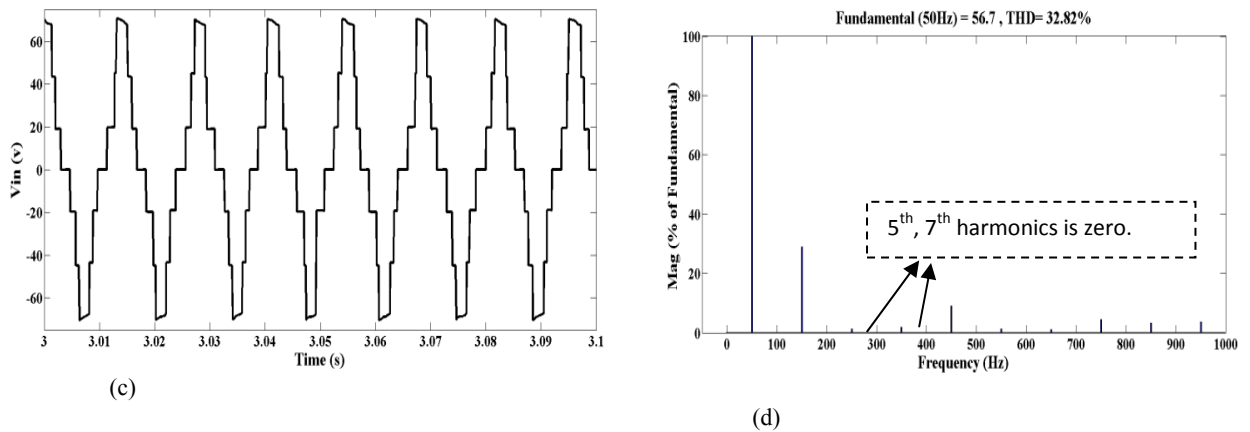 60
40
20
0
-20
-40
-60
Vin (v)
3 3.01 3.02 3.03 3.04 3.05 3.06 3.07 3.08 3.09 3.1
Time (s)
(c)
Fundamental (50Hz) = 56.7 , THD= 32.82%
100
80
60
40
20
0
Mag (% of Fundamental)
5th, 7th harmonics is zero.
0 100 200 300 400 500 600 700 800 900 1000
Frequency (Hz)
(d)